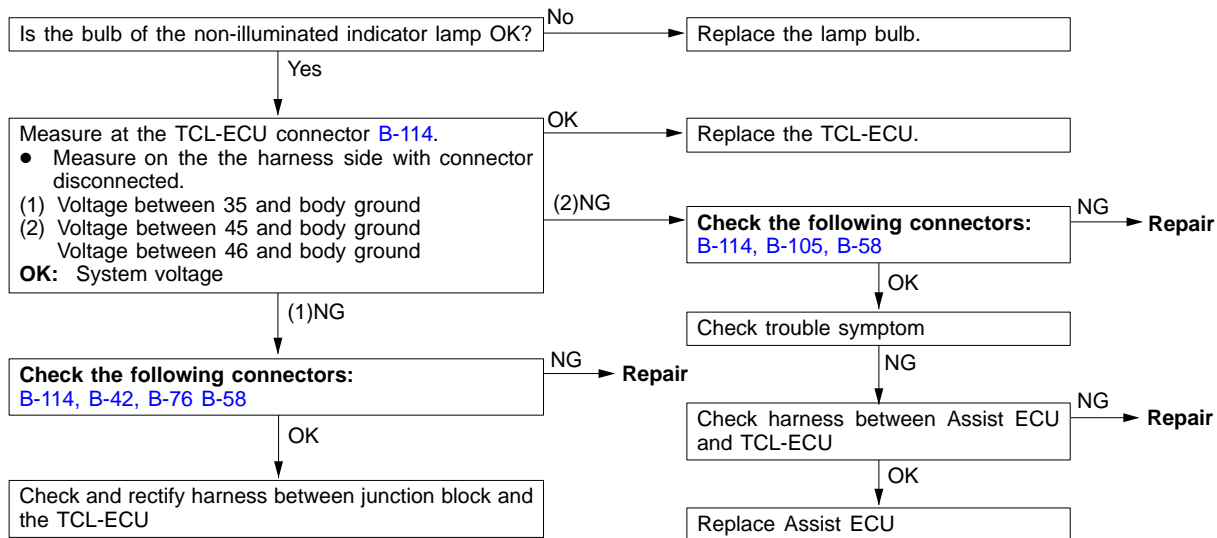 Is the bulb of the non-illuminated indicator lamp OK?
No
Replace the lamp bulb.
Yes
Measure at the TCL-ECU connector B-114.
● Measure on the the harness side with connector
disconnected.
(1) Voltage between 35 and body ground
(2) Voltage between 45 and body ground
Voltage between 46 and body ground
OK: System voltage
OK
Replace the TCL-ECU.
(2)NG
Check the following connectors:
B-114, B-105, B-58
NG
Repair
OK
Check trouble symptom
NG
Check harness between Assist ECU
and TCL-ECU
NG
Repair
OK
Replace Assist ECU
(1)NG
Check the following connectors:
B-114, B-42, B-76 B-58
NG
Repair
OK
Check and rectify harness between junction block and
the TCL-ECU